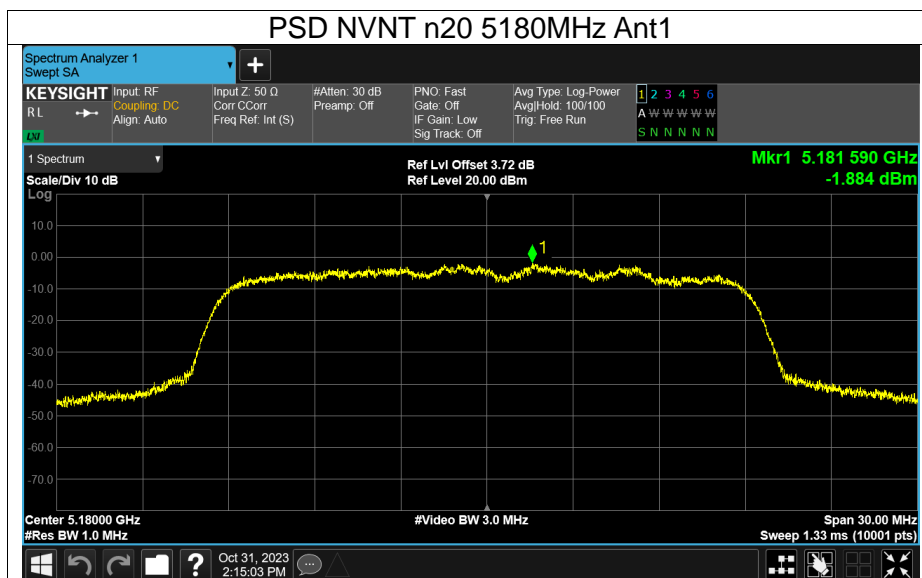 PSD NVNT n20 5180MHz Ant1
Spectrum Analyzer 1
Swept SA
+
KEYSIGHT
R L
LXI
Input: RF
Coupling: DC
Align: Auto
Input Z: 50 Ω
Corr CCorr
Freq Ref: Int (S)
#Atten: 30 dB
Preamp: Off
PNO: Fast
Gate: Off
IF Gain: Low
Sig Track: Off
Avg Type: Log-Power
Avg|Hold: 100/100
Trig: Free Run
1 2 3 4 5 6
A W W W W W
S N N N N N
1 Spectrum
Scale/Div 10 dB
Ref Lvl Offset 3.72 dB
Ref Level 20.00 dBm
Mkr1 5.181 590 GHz
-1.884 dBm
Log
10.0
0.00
-10.0
-20.0
-30.0
-40.0
-50.0
-60.0
-70.0
1
Center 5.18000 GHz
#Res BW 1.0 MHz
#Video BW 3.0 MHz
Span 30.00 MHz
Sweep 1.33 ms (10001 pts)
?
Oct 31, 2023
2:15:03 PM